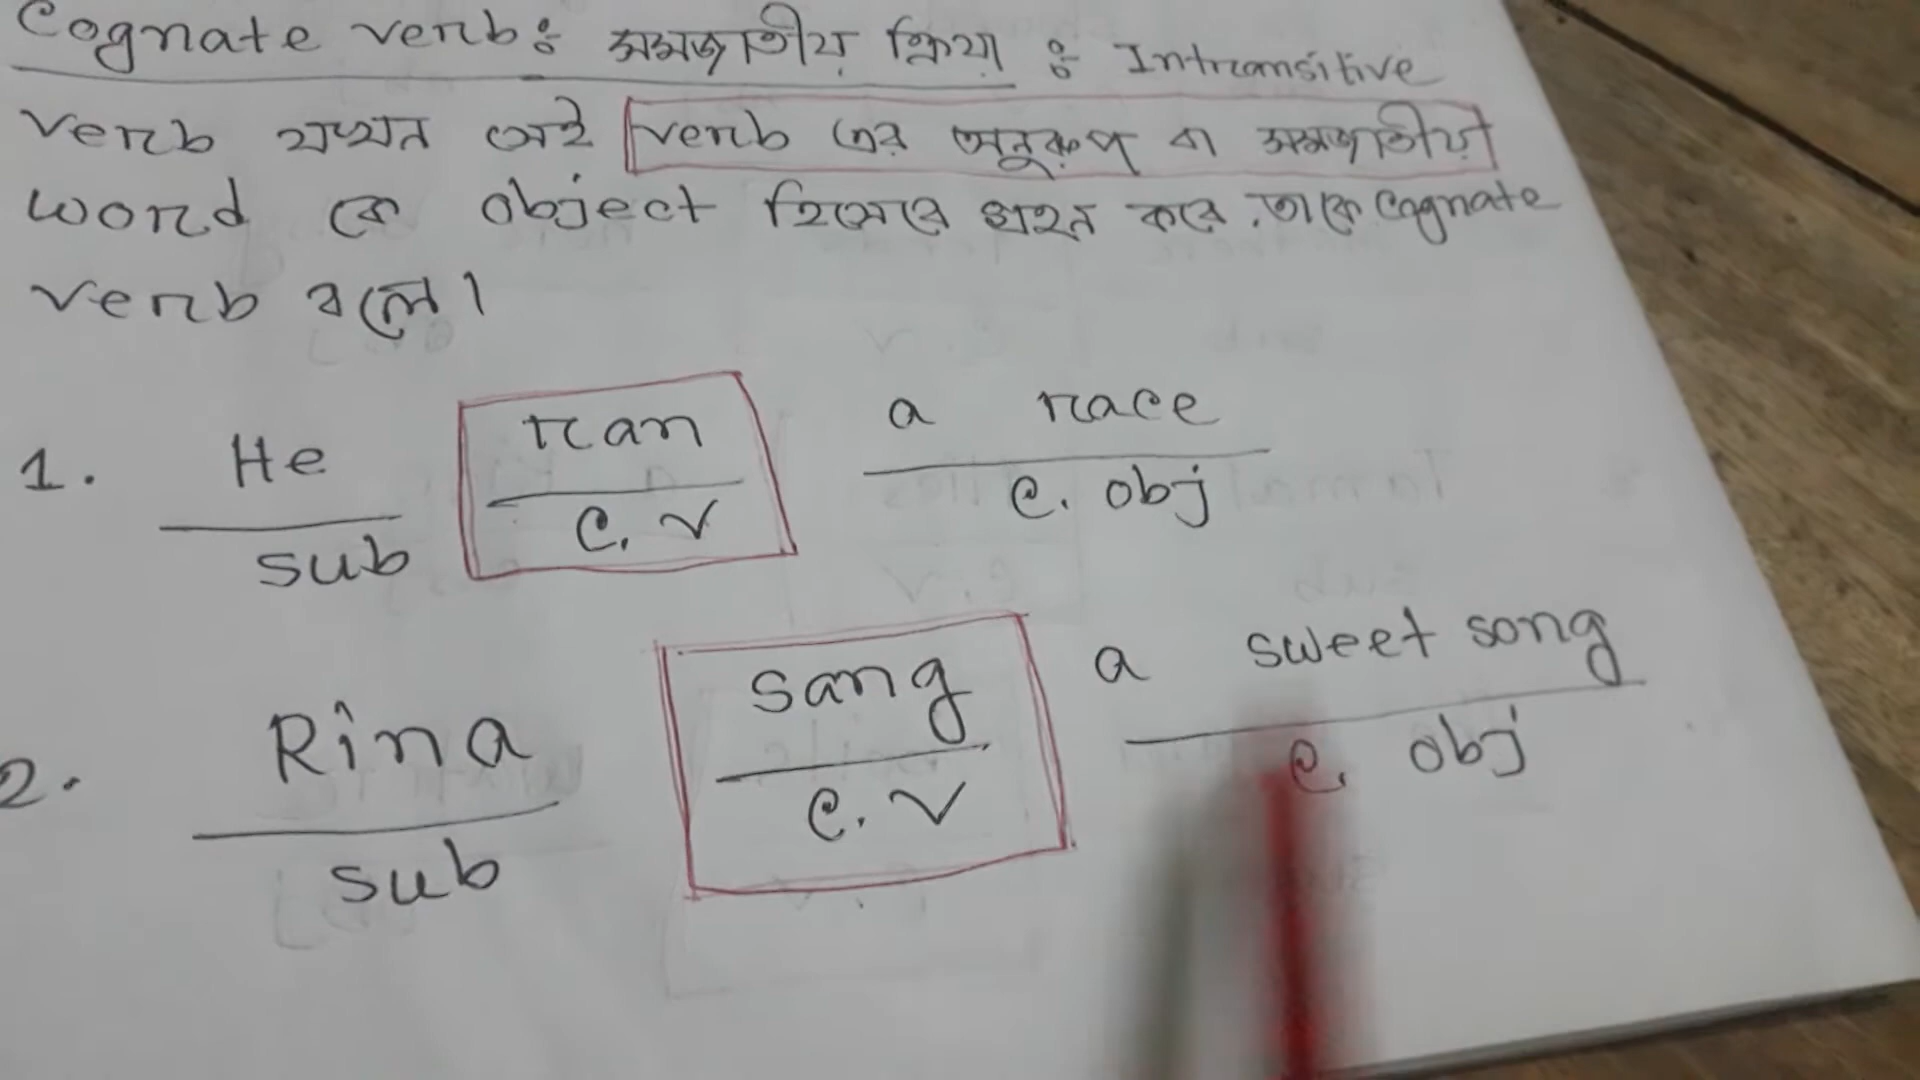 Cognate verb ঃ সমজাতীয় ক্রিয়া ঃ Intransitive
verb যখন সেই verb এর অনুরূপ বা সমজাতীয়
word কে object হিসেবে গ্রহন করে, তাকে Cognate
verb বলে।
1. He ran a race
sub C. V C. obj
2. Rina sang a sweet song
sub C. V C. obj